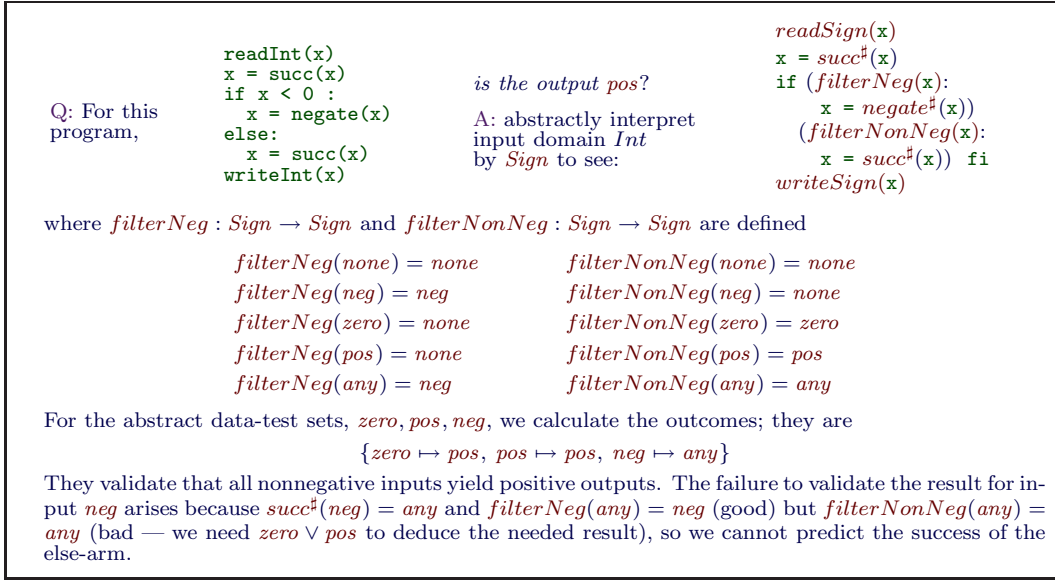 Q: For this
program,
readInt(x)
x = succ(x)
if x < 0 :
  x = negate(x)
else:
  x = succ(x)
writeInt(x)
is the output pos?
A: abstractly interpret
input domain Int
by Sign to see:
readSign(x)
x = succ♯(x)
if (filterNeg(x):
    x = negate♯(x))
  (filterNonNeg(x):
    x = succ♯(x)) fi
writeSign(x)
where filterNeg : Sign → Sign and filterNonNeg : Sign → Sign are defined
filterNeg(none) = none filterNonNeg(none) = none
filterNeg(neg) = neg filterNonNeg(neg) = none
filterNeg(zero) = none filterNonNeg(zero) = zero
filterNeg(pos) = none filterNonNeg(pos) = pos
filterNeg(any) = neg filterNonNeg(any) = any
For the abstract data-test sets, zero, pos, neg, we calculate the outcomes; they are
{zero ↦ pos, pos ↦ pos, neg ↦ any}
They validate that all nonnegative inputs yield positive outputs. The failure to validate the result for in-
put neg arises because succ♯(neg) = any and filterNeg(any) = neg (good) but filterNonNeg(any) =
any (bad — we need zero ∨ pos to deduce the needed result), so we cannot predict the success of the
else-arm.